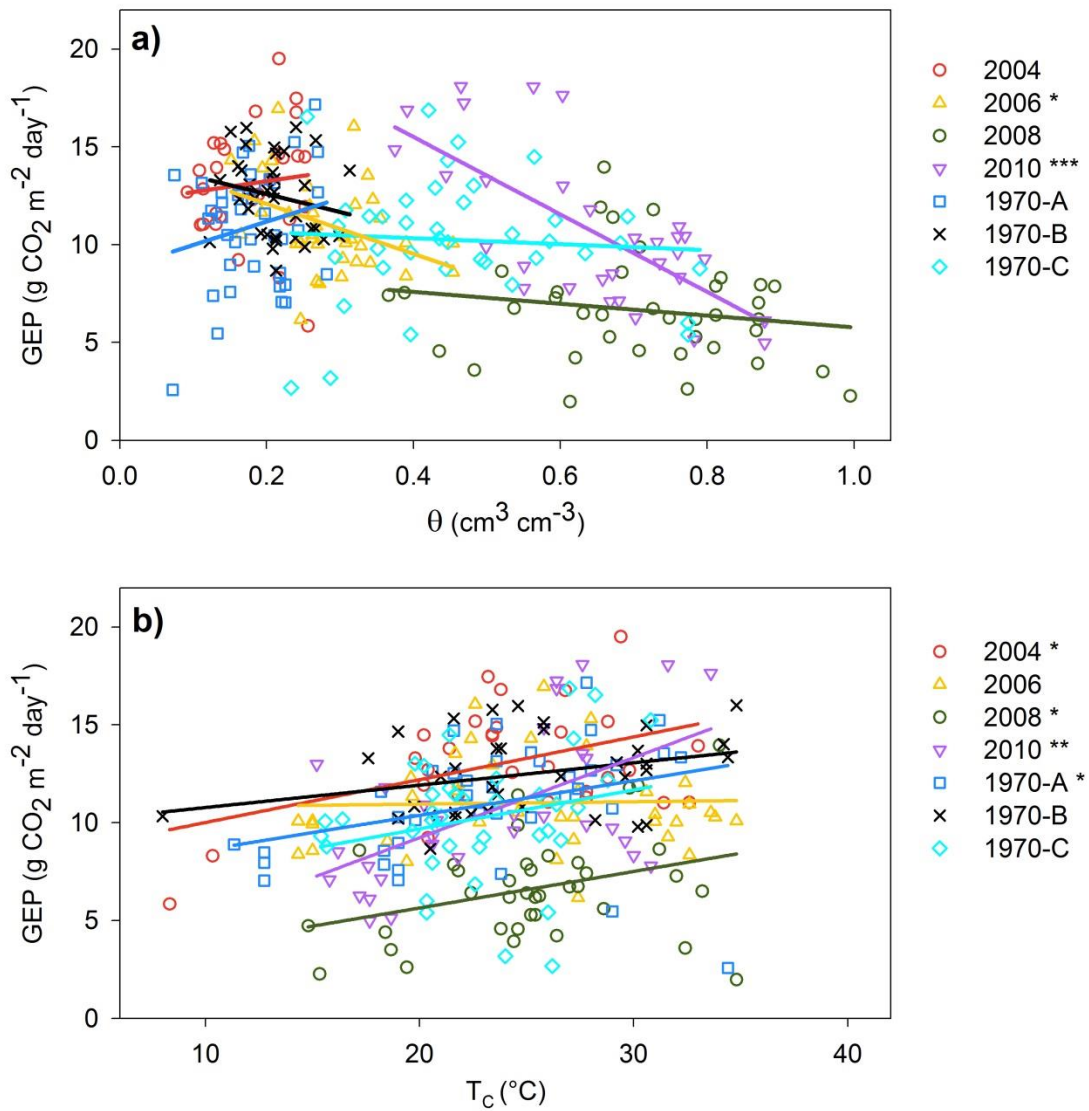 a)
GEP (g CO₂ m⁻² day⁻¹)
20
15
10
5
0
0.0 0.2 0.4 0.6 0.8 1.0
θ (cm³ cm⁻³)
2004
2006 *
2008
2010 ***
1970-A
1970-B
1970-C
b)
GEP (g CO₂ m⁻² day⁻¹)
20
15
10
5
0
10 20 30 40
T_C (°C)
2004 *
2006
2008 *
2010 **
1970-A *
1970-B
1970-C